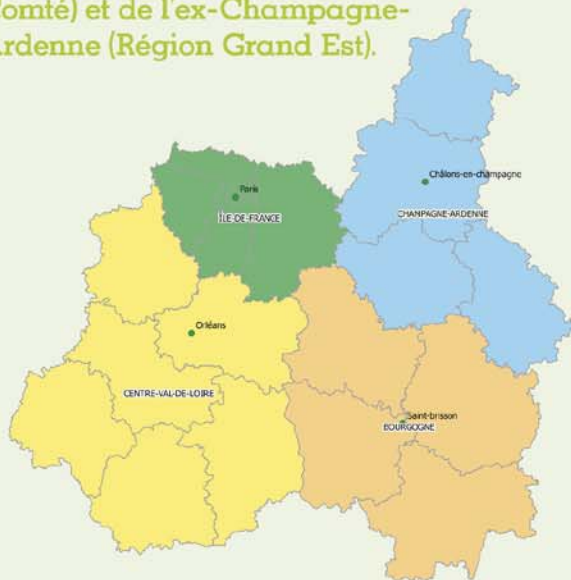 omté) et de l'ex-Champagne-
rdenne (Région Grand Est).
Châlons-en-champagne
Paris
CHAMPAGNE-ARDENNE
ÎLE-DE-FRANCE
Orléans
CENTRE-VAL-DE-LOIRE
Saint-brisson
BOURGOGNE